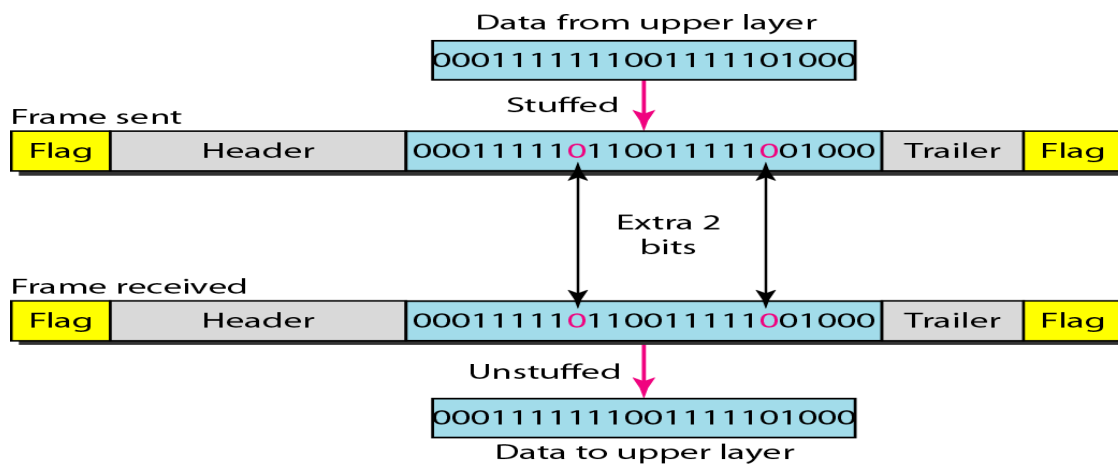 Data from upper layer
0001111111001111101000
Stuffed
Frame sent
Flag Header 000111110110011111001000 Trailer Flag
Extra 2
bits
Frame received
Flag Header 000111110110011111001000 Trailer Flag
Unstuffed
0001111111001111101000
Data to upper layer